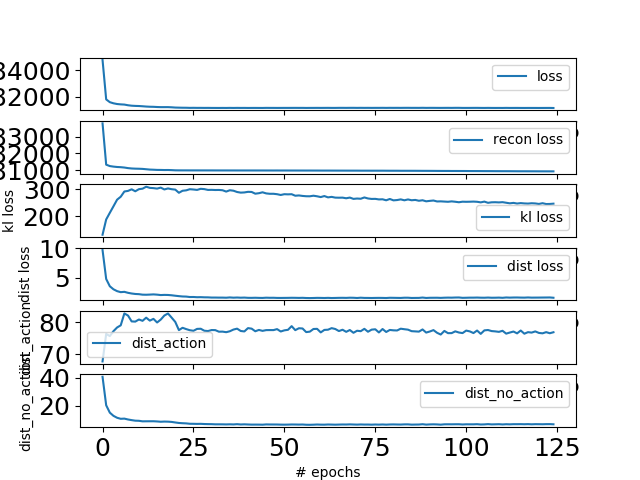 34000
32000
loss
33000
32000
31000
recon loss
300
200
kl loss
kl loss
10
5
dist loss
dist loss
80
70
dist_action
dist_action
40
20
dist_no_action
dist_no_action
0
25
50
75
100
125
# epochs